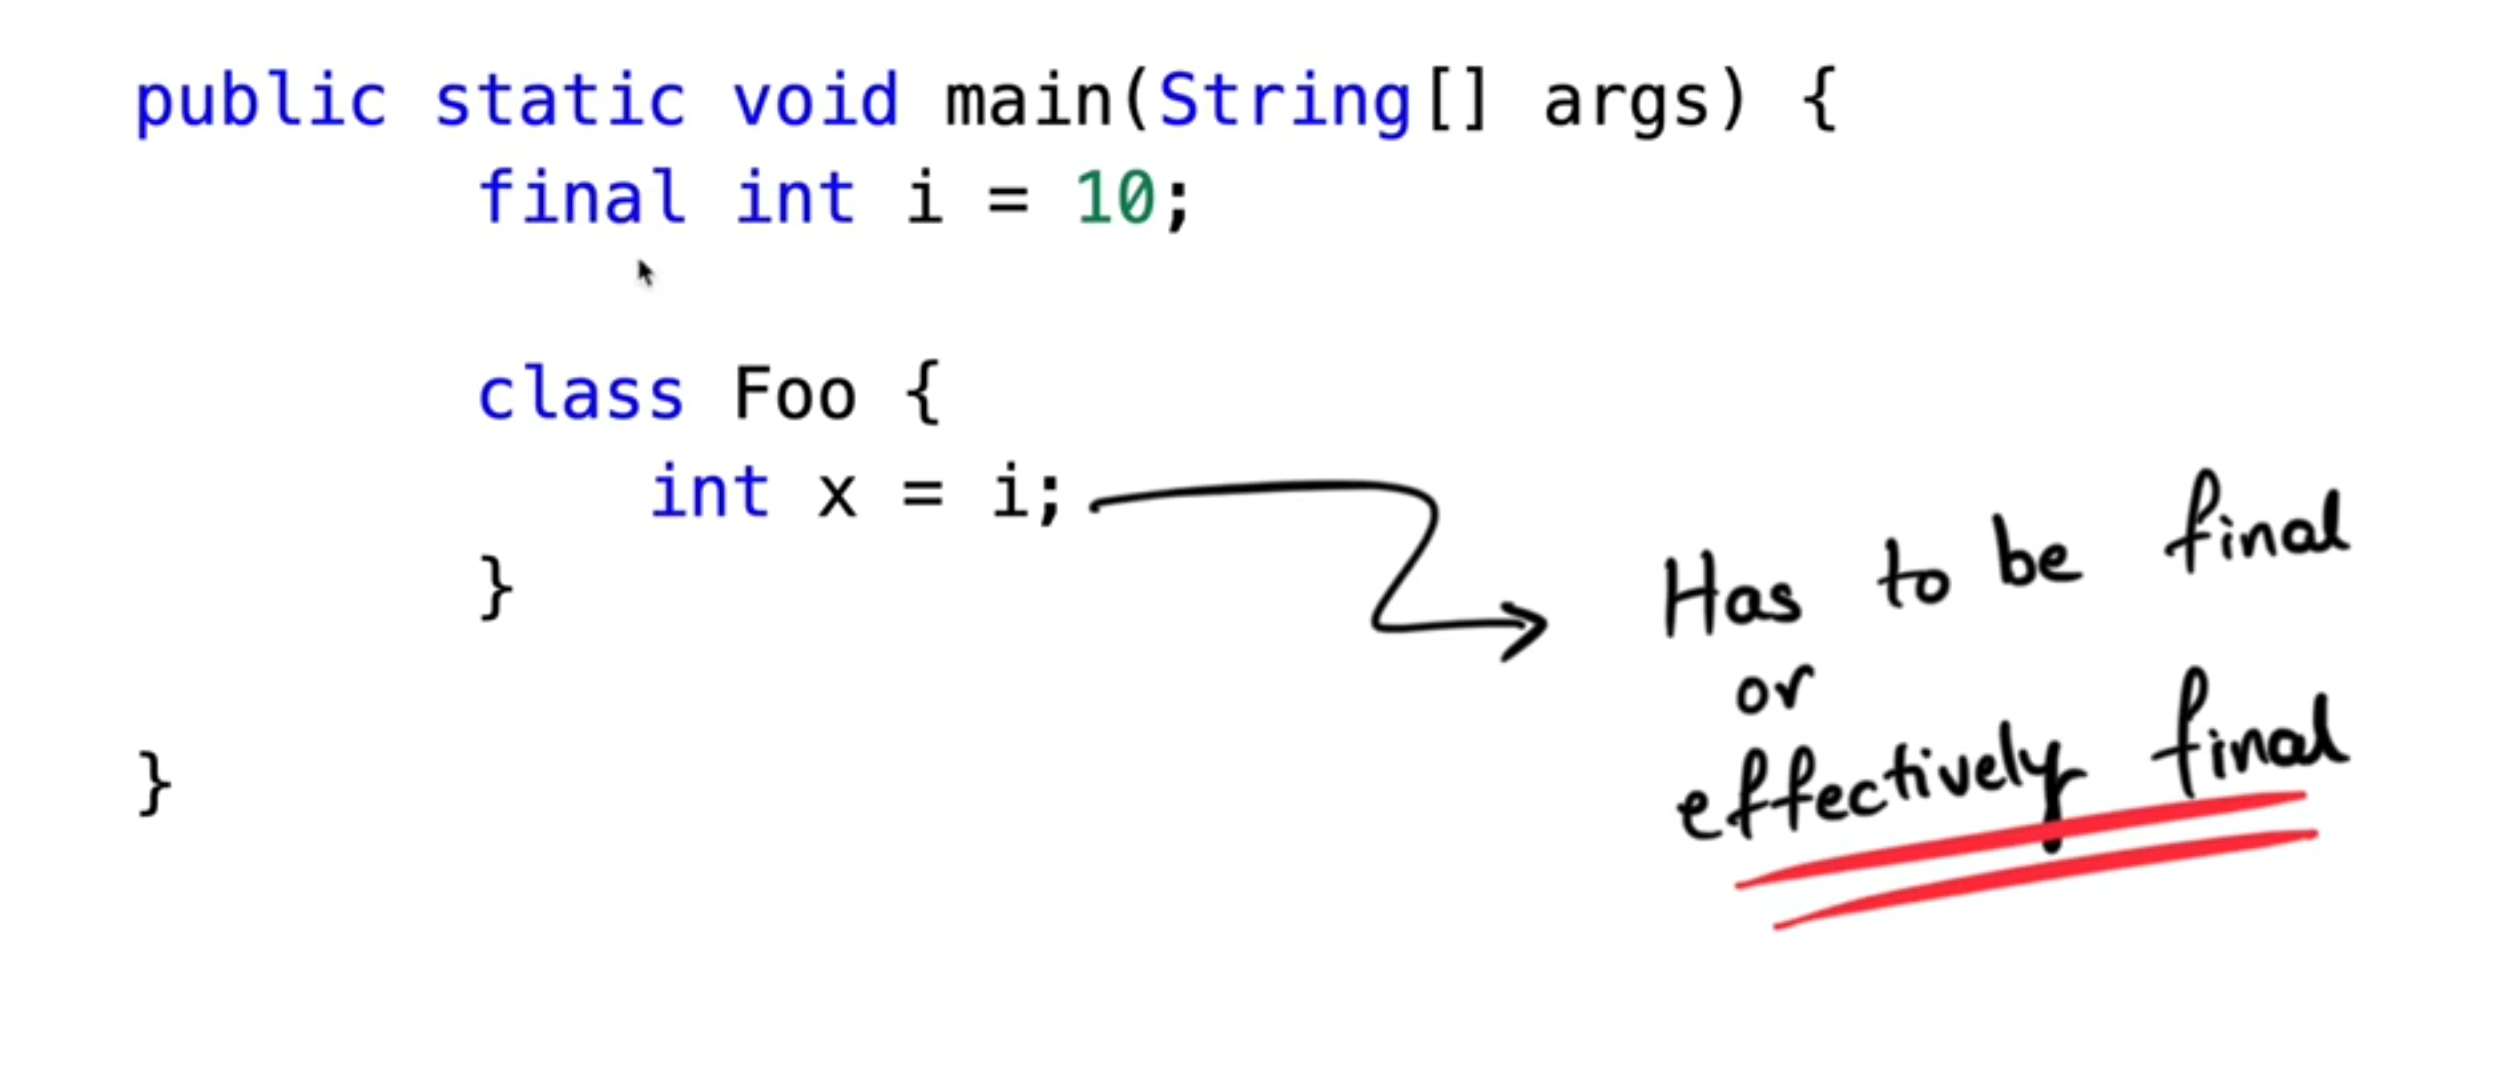 public static void main(String[] args) {
final int i = 10;
class Foo {
int x = i;
}
}
Has to be final
or
effectively final